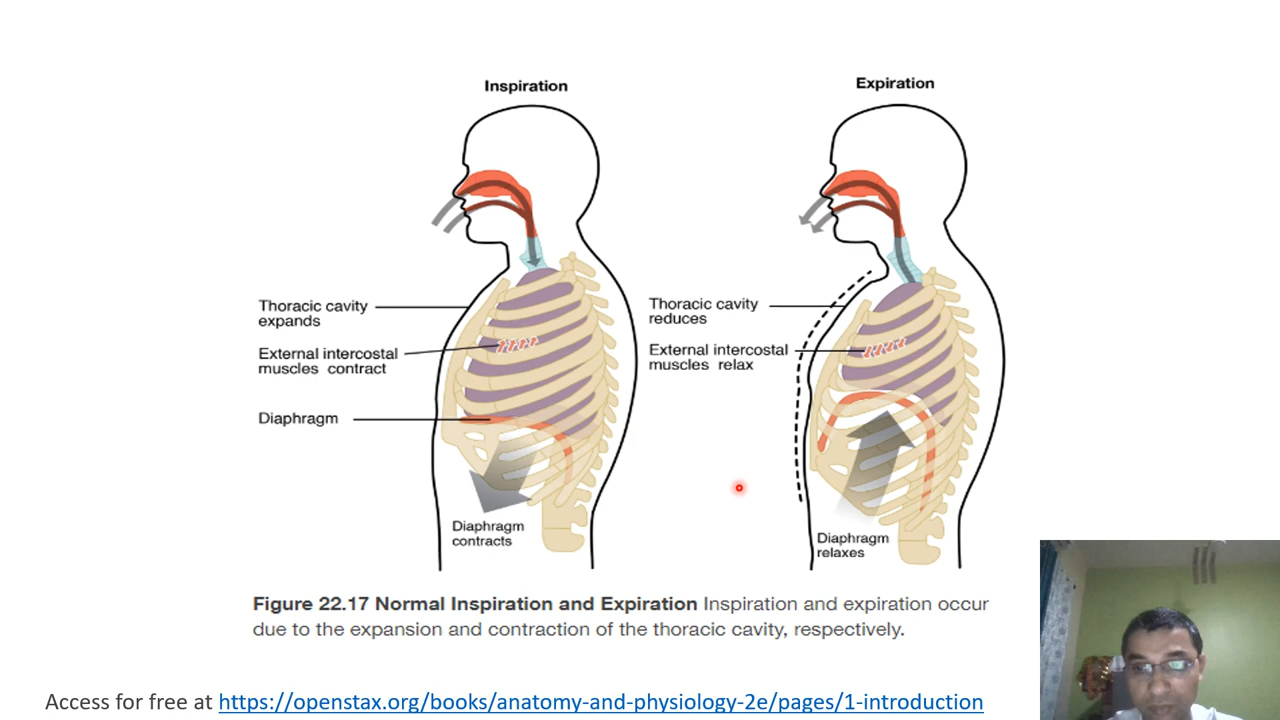 Inspiration
Thoracic cavity
expands
External intercostal
muscles contract
Diaphragm
Diaphragm
contracts
Expiration
Thoracic cavity
reduces
External intercostal
muscles relax
Diaphragm
relaxes
Figure 22.17 Normal Inspiration and Expiration Inspiration and expiration occur
due to the expansion and contraction of the thoracic cavity, respectively.
Access for free at https://openstax.org/books/anatomy-and-physiology-2e/pages/1-introduction